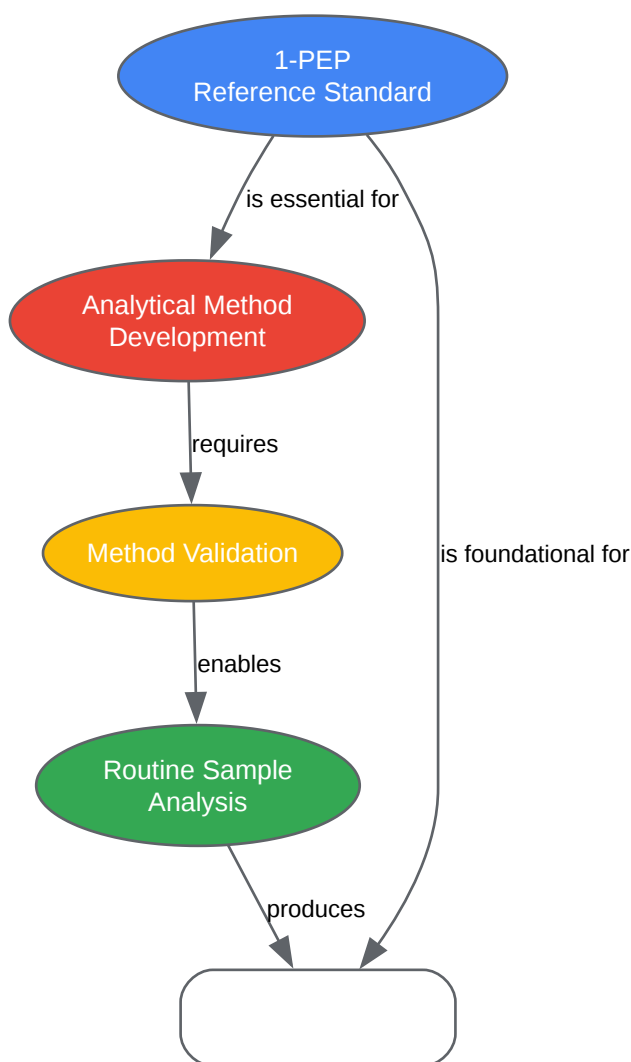 1-PEP
Reference Standard
is essential for
Analytical Method
Development
requires
Method Validation
is foundational for
enables
Routine Sample
Analysis
produces